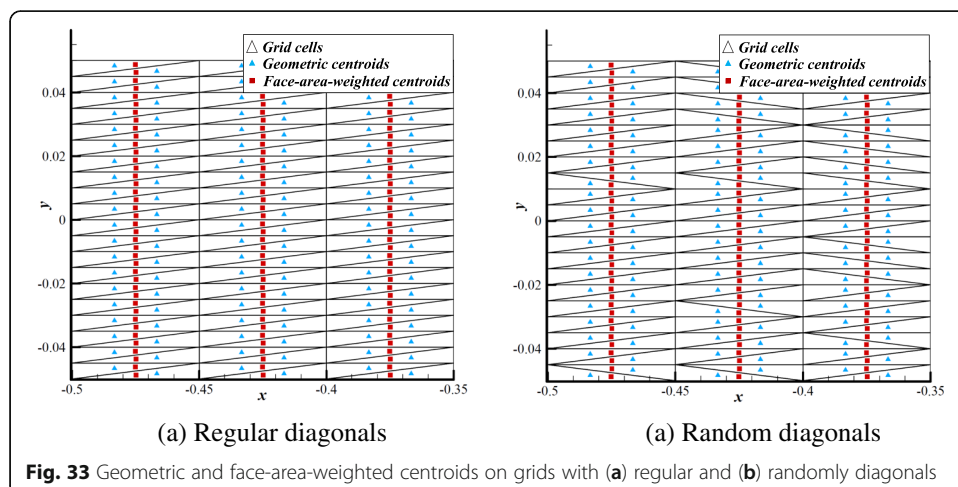 △ Grid cells
▲ Geometric centroids
■ Face-area-weighted centroids
0.04
0.02
0
-0.02
-0.04
y
-0.5
-0.45
-0.4
-0.35
x
(a) Regular diagonals
△ Grid cells
▲ Geometric centroids
■ Face-area-weighted centroids
0.04
0.02
0
-0.02
-0.04
y
-0.5
-0.45
-0.4
-0.35
x
(a) Random diagonals
Fig. 33 Geometric and face-area-weighted centroids on grids with (a) regular and (b) randomly diagonals